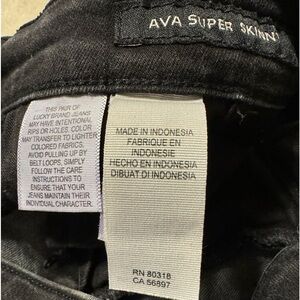 AVA SUPER SKINN
THIS PAIR OF
LUCKY BRAND JEANS
MAY HAVE INTENTIONAL
RIPS OR HOLES. COLOR
MAY TRANSFER TO LIGHTER
COLORED FABRICS.
AVOID PULLING UP BY
BELT LOOPS, SIMPLY
FOLLOW THE CARE
INSTRUCTIONS TO
ENSURE THAT YOUR
JEANS MAINTAIN THEIR
INDIVIDUAL CHARACTER.
MADE IN INDONESIA
FABRIQUE EN
INDONESIE
HECHO EN INDONESIA
DIBUAT DI INDONESIA
RN 80318
CA 56897